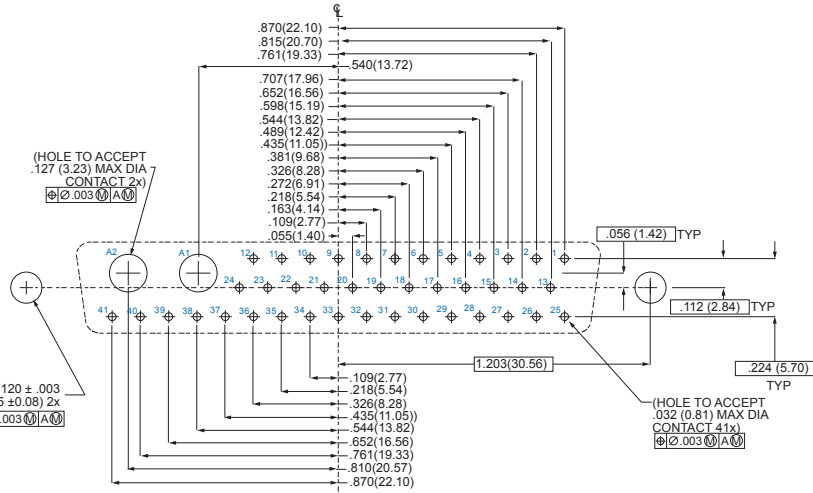 ℄
.870(22.10)
.815(20.70)
.761(19.33)
.540(13.72)
.707(17.96)
.652(16.56)
.598(15.19)
.544(13.82)
.489(12.42)
.435(11.05))
.381(9.68)
.326(8.28)
.272(6.91)
.218(5.54)
.163(4.14)
.109(2.77)
.055(1.40)
(HOLE TO ACCEPT
.127 (3.23) MAX DIA
CONTACT 2x)
⌖ Ø.003 Ⓜ A Ⓜ
.056 (1.42) TYP
A2 A1 12 11 10 9 8 7 6 5 4 3 2 1
24 23 22 21 20 19 18 17 16 15 14 13
41 40 39 38 37 36 35 34 33 32 31 30 29 28 27 26 25
.112 (2.84) TYP
1.203(30.56)
.224 (5.70)
TYP
.120 ± .003
5 ±0.08) 2x
.003 Ⓜ A Ⓜ
.109(2.77)
.218(5.54)
.326(8.28)
.435(11.05))
.544(13.82)
.652(16.56)
.761(19.33)
.810(20.57)
.870(22.10)
(HOLE TO ACCEPT
.032 (0.81) MAX DIA
CONTACT 41x)
⌖ Ø.003 Ⓜ A Ⓜ